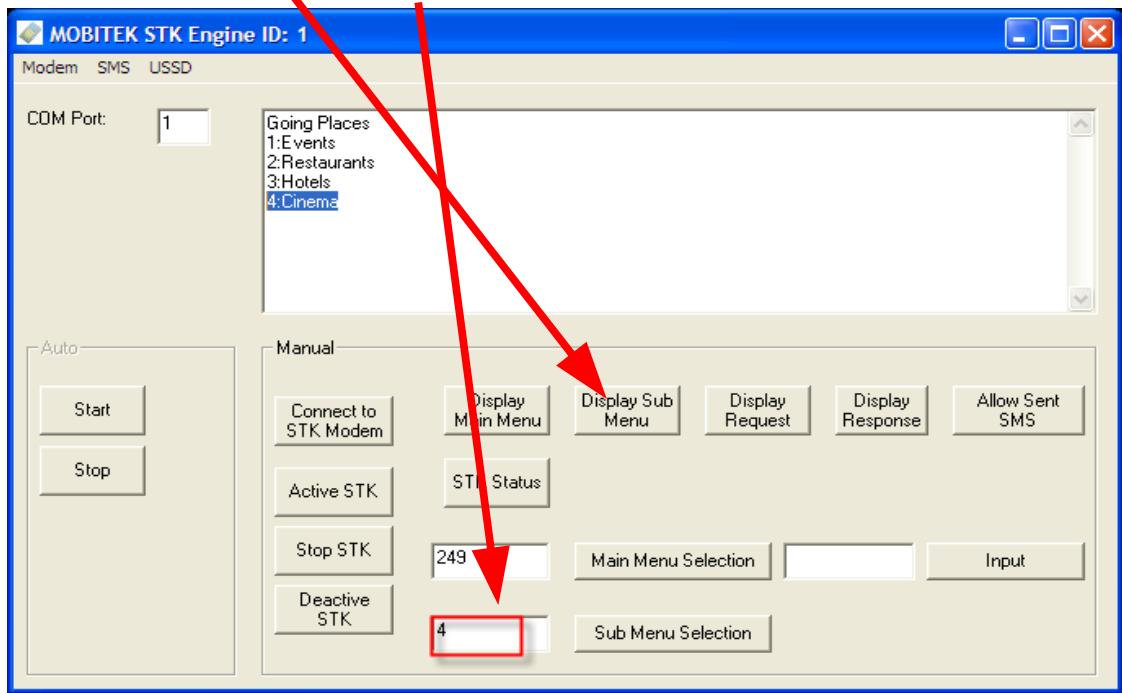 MOBITEK STK Engine ID: 1
Modem SMS USSD
COM Port:
1
Going Places
1:Events
2:Restaurants
3:Hotels
4:Cinema
Auto
Start
Stop
Manual
Connect to
STK Modem
Display
Main Menu
Display Sub
Menu
Display
Request
Display
Response
Allow Sent
SMS
Active STK
STK Status
Stop STK
249
Main Menu Selection
Input
Deactive
STK
4
Sub Menu Selection